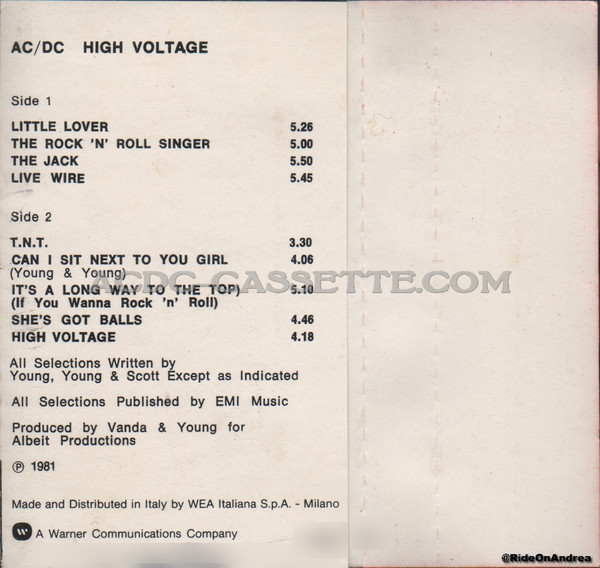 AC/DC HIGH VOLTAGE
Side 1
LITTLE LOVER 5.26
THE ROCK 'N' ROLL SINGER 5.00
THE JACK 5.50
LIVE WIRE 5.45
Side 2
T.N.T. 3.30
CAN I SIT NEXT TO YOU GIRL 4.06
(Young & Young)
ACDC-CASSETTE.COM
IT'S A LONG WAY TO THE TOP) 5.10
(If You Wanna Rock 'n' Roll)
SHE'S GOT BALLS 4.46
HIGH VOLTAGE 4.18
All Selections Written by
Young, Young & Scott Except as Indicated
All Selections Published by EMI Music
Produced by Vanda & Young for
Albeit Productions
℗ 1981
Made and Distributed in Italy by WEA Italiana S.p.A. - Milano
A Warner Communications Company
@RideOnAndrea